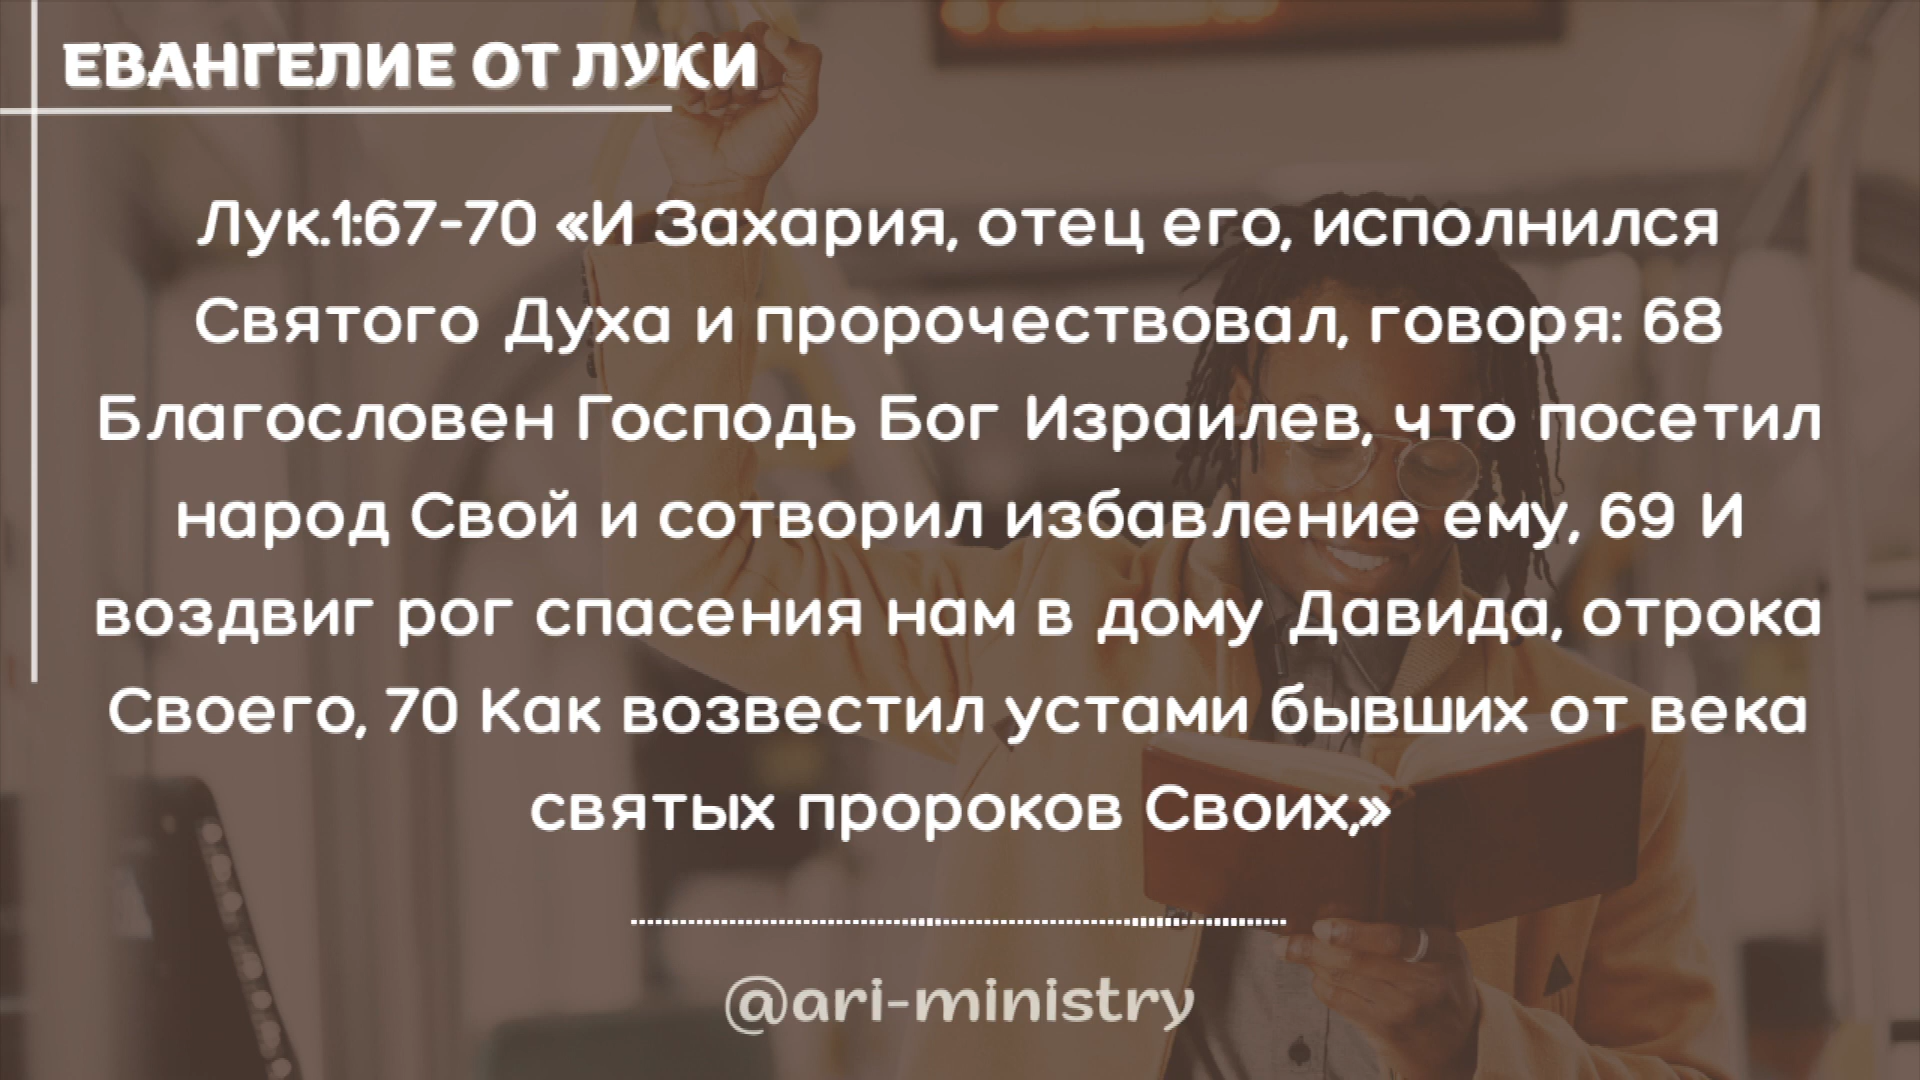 ЕВАНГЕЛИЕ ОТ ЛУКИ
Лук.1:67-70 «И Захария, отец его, исполнился
Святого Духа и пророчествовал, говоря: 68
Благословен Господь Бог Израилев, что посетил
народ Свой и сотворил избавление ему, 69 И
воздвиг рог спасения нам в дому Давида, отрока
Своего, 70 Как возвестил устами бывших от века
святых пророков Своих,»
@ari-ministry